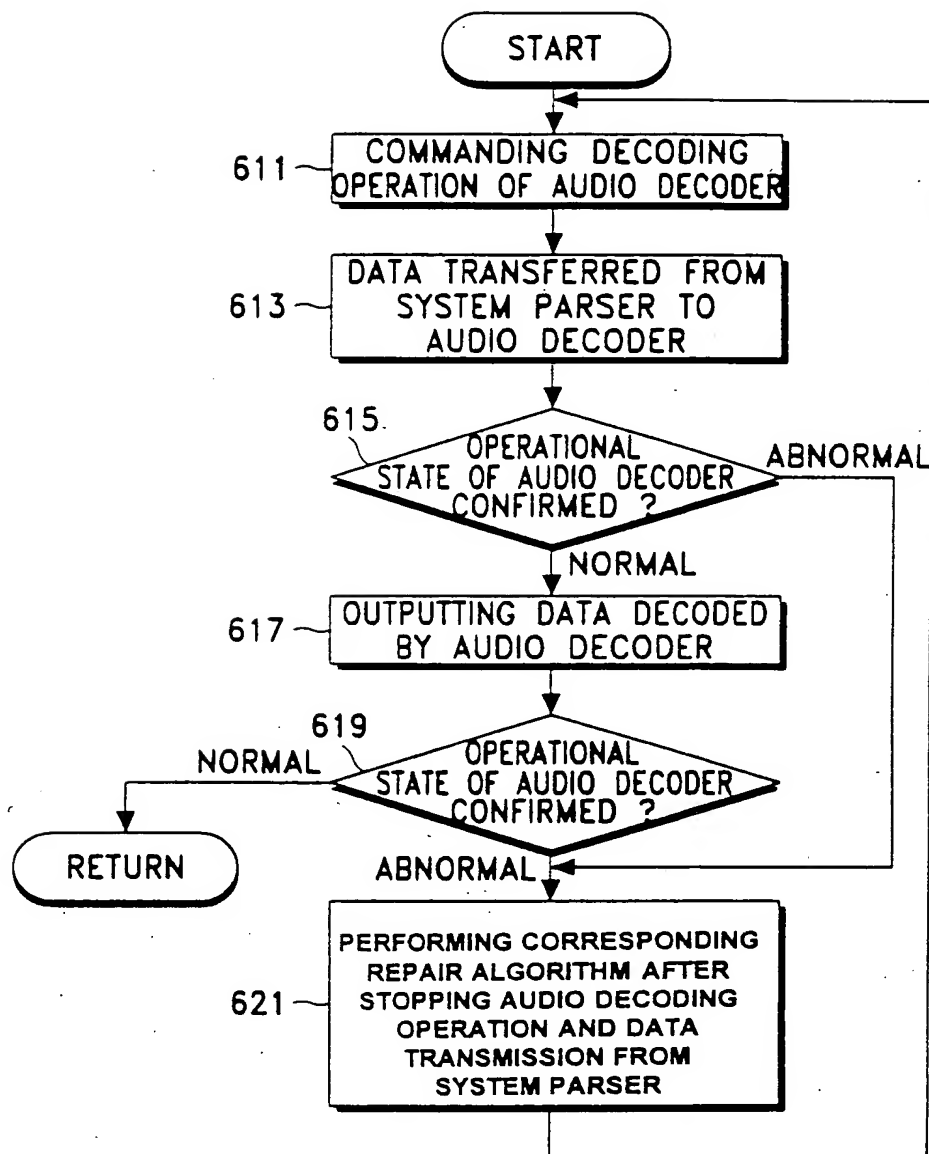 START
611
COMMANDING DECODING
OPERATION OF AUDIO DECODER
613
DATA TRANSFERRED FROM
SYSTEM PARSER TO
AUDIO DECODER
615
OPERATIONAL
STATE OF AUDIO DECODER
CONFIRMED ?
ABNORMAL
NORMAL
617
OUTPUTTING DATA DECODED
BY AUDIO DECODER
619
OPERATIONAL
STATE OF AUDIO DECODER
CONFIRMED ?
NORMAL
RETURN
ABNORMAL
621
PERFORMING CORRESPONDING
REPAIR ALGORITHM AFTER
STOPPING AUDIO DECODING
OPERATION AND DATA
TRANSMISSION FROM
SYSTEM PARSER